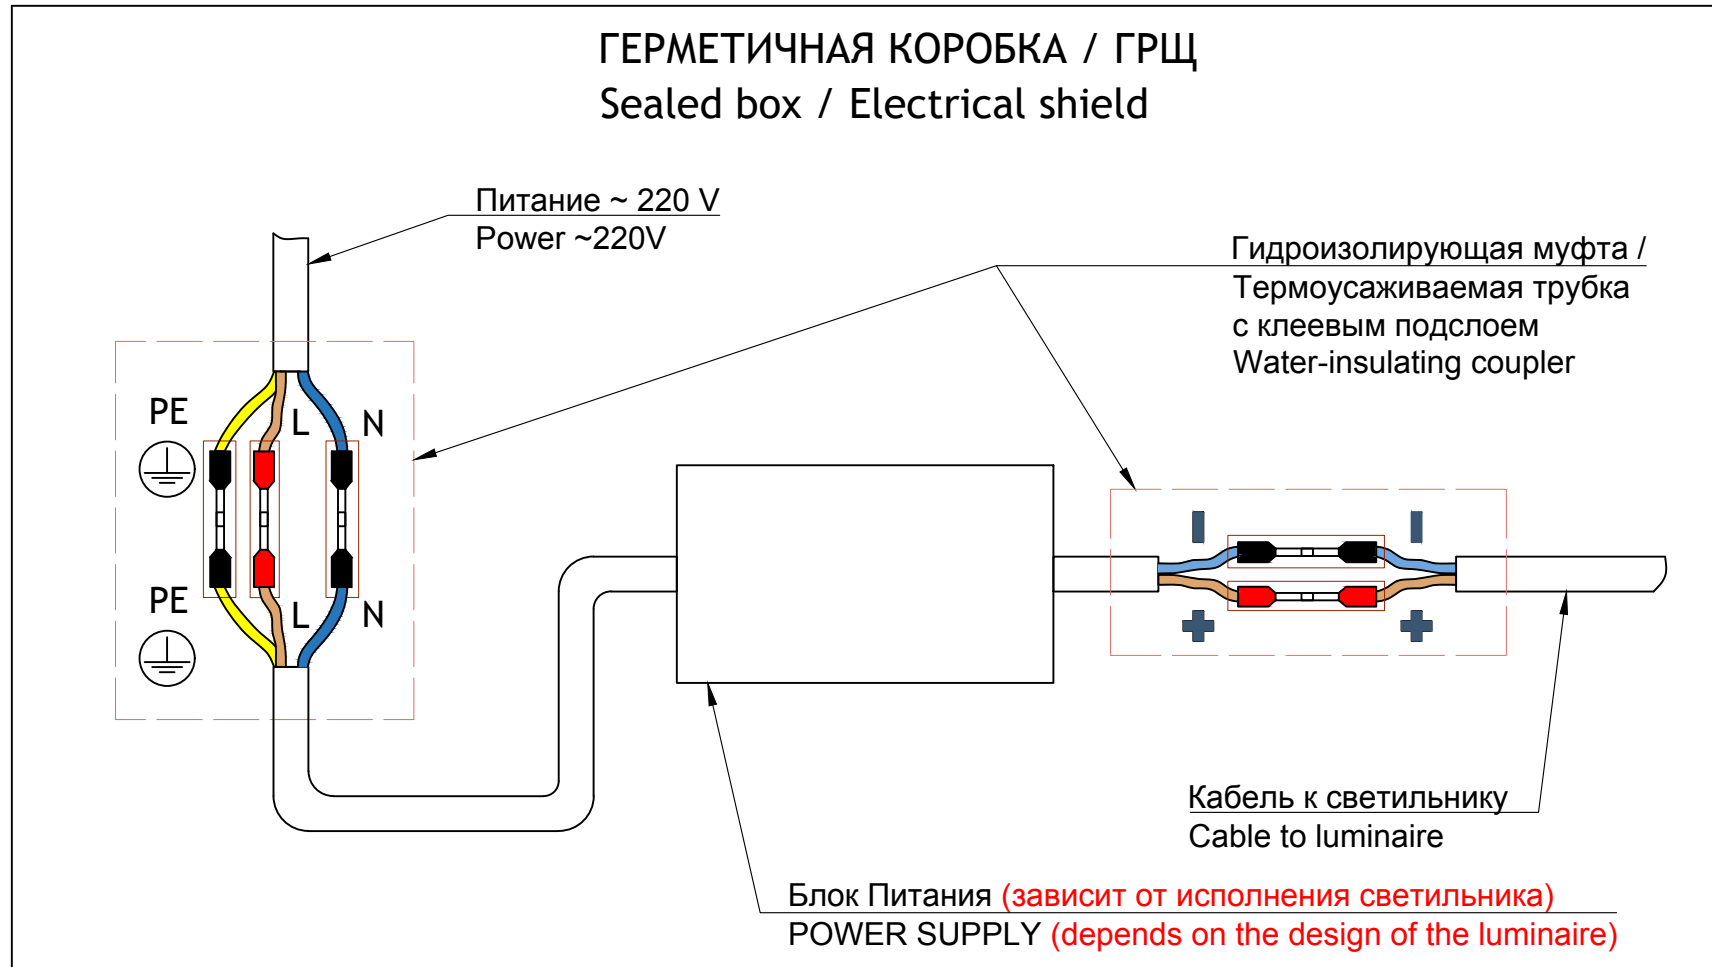 ГЕРМЕТИЧНАЯ КОРОБКА / ГРЩ
Sealed box / Electrical shield
Питание ~ 220 V
Power ~220V
Гидроизолирующая муфта /
Термоусаживаемая трубка
с клеевым подслоем
Water-insulating coupler
PE
L
N
PE
L
N
Кабель к светильнику
Cable to luminaire
Блок Питания (зависит от исполнения светильника)
POWER SUPPLY (depends on the design of the luminaire)